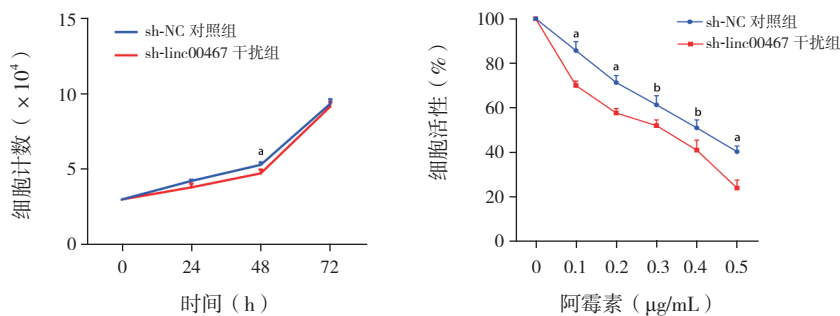 sh-NC 对照组
sh-linc00467 干扰组
15
10
5
0
细胞计数（×10⁴）
a
0 24 48 72
时间（h）
sh-NC 对照组
sh-linc00467 干扰组
100
80
60
40
20
0
细胞活性（%）
a
a
b
b
a
0 0.1 0.2 0.3 0.4 0.5
阿霉素（μg/mL）